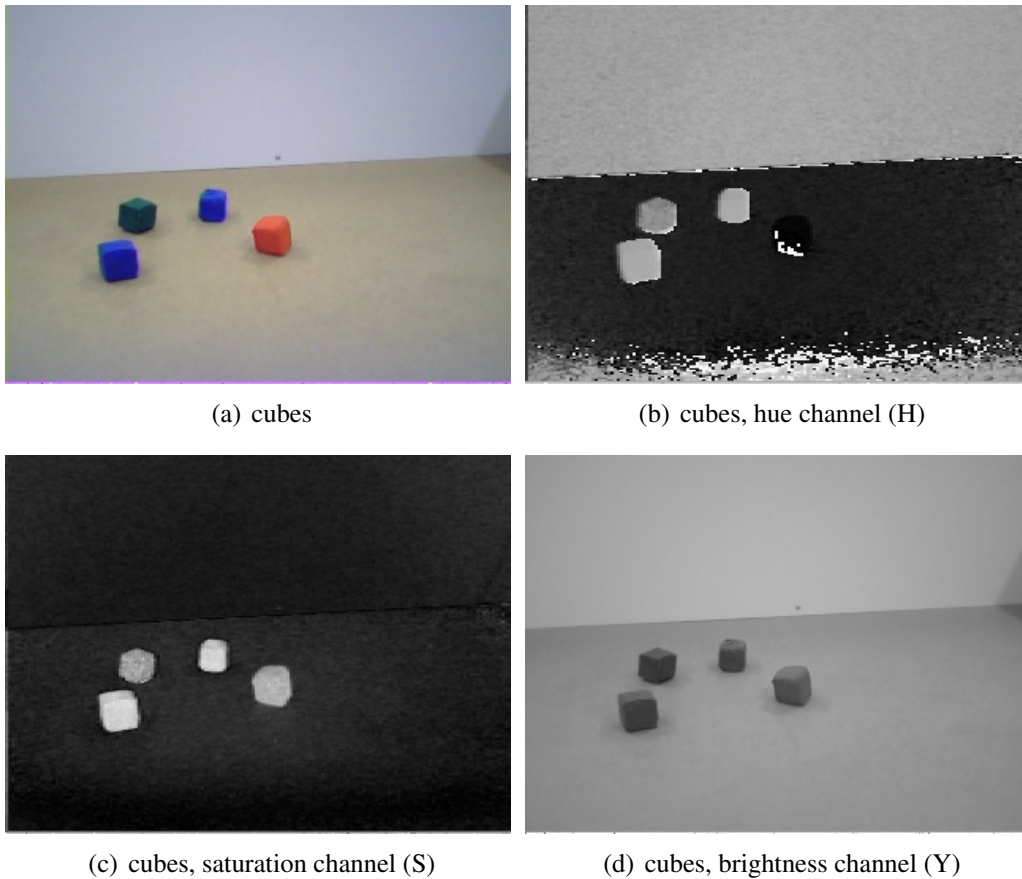 (a) cubes
(b) cubes, hue channel (H)
(c) cubes, saturation channel (S)
(d) cubes, brightness channel (Y)